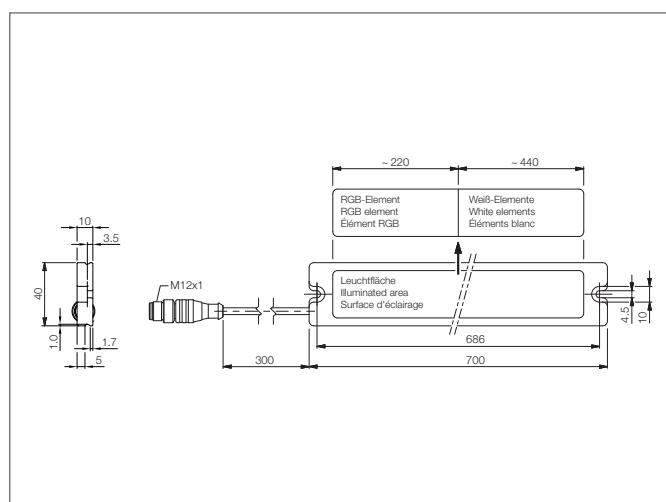 ~ 220
~ 440
RGB-Element
RGB element
Élément RGB
Weiß-Elemente
White elements
Éléments blanc
10
3.5
M12x1
40
Leuchtfläche
Illuminated area
Surface d'éclairage
4.5
10
1.0
1.7
5
686
300
700